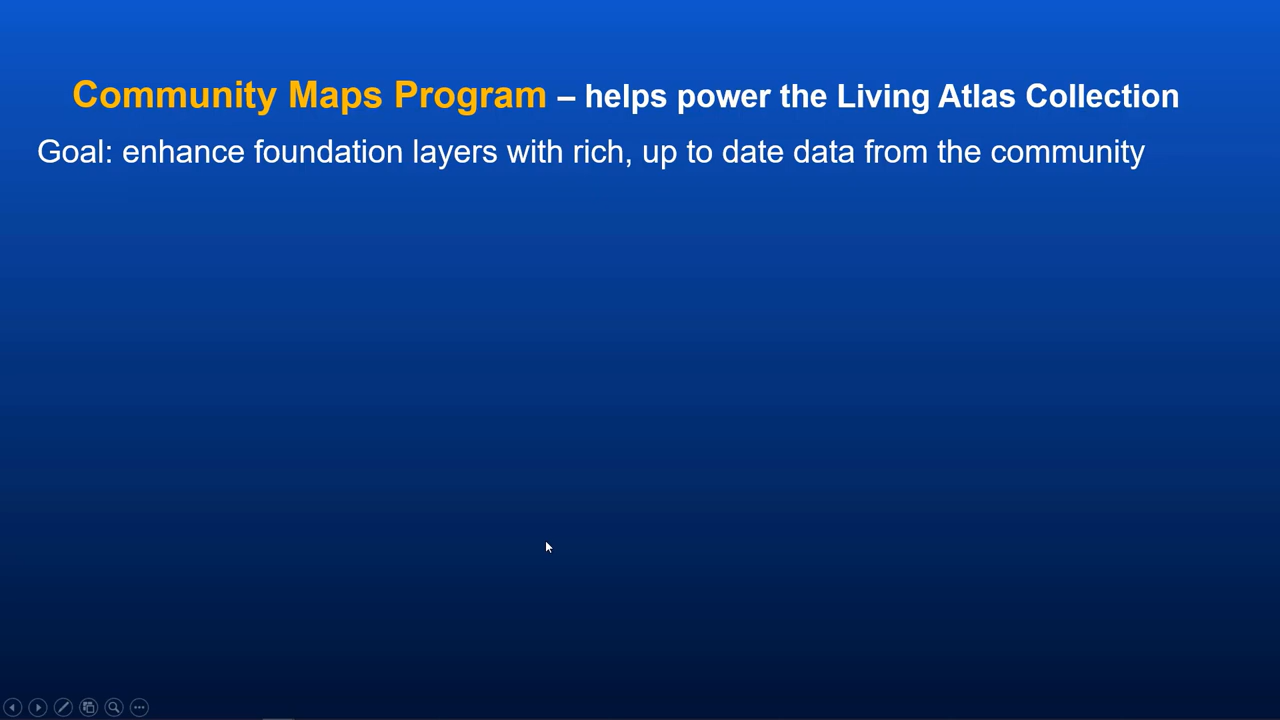 Community Maps Program – helps power the Living Atlas Collection
Goal: enhance foundation layers with rich, up to date data from the community